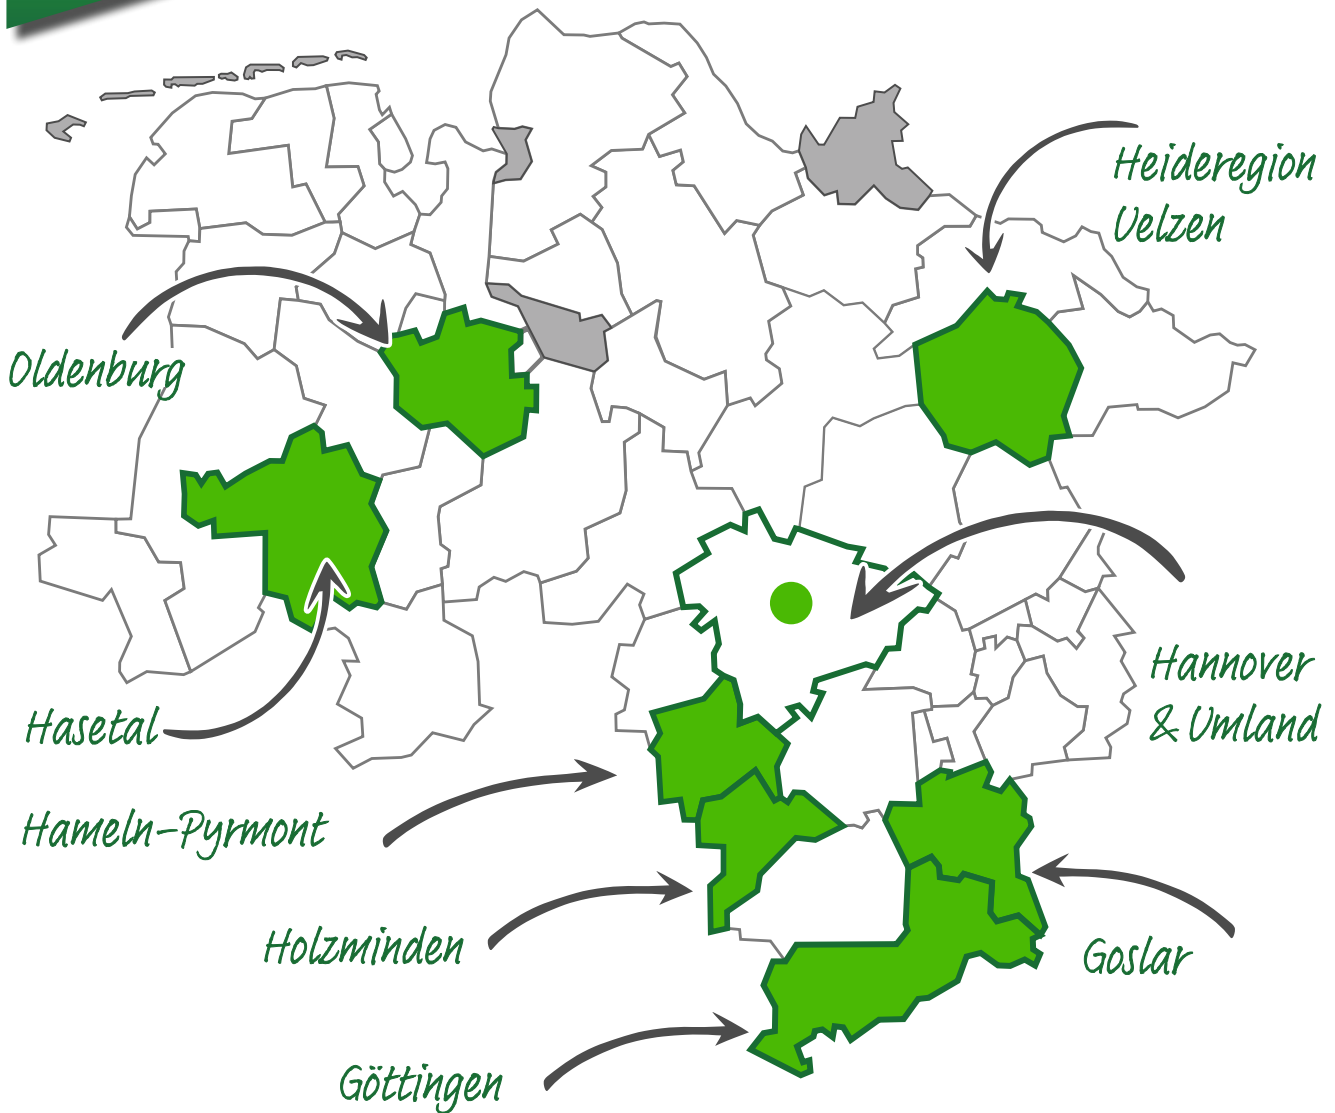 Heideregion
Uelzen
Oldenburg
Hasetal
Hannover
& Umland
Hameln-Pyrmont
Holzminden
Goslar
Göttingen